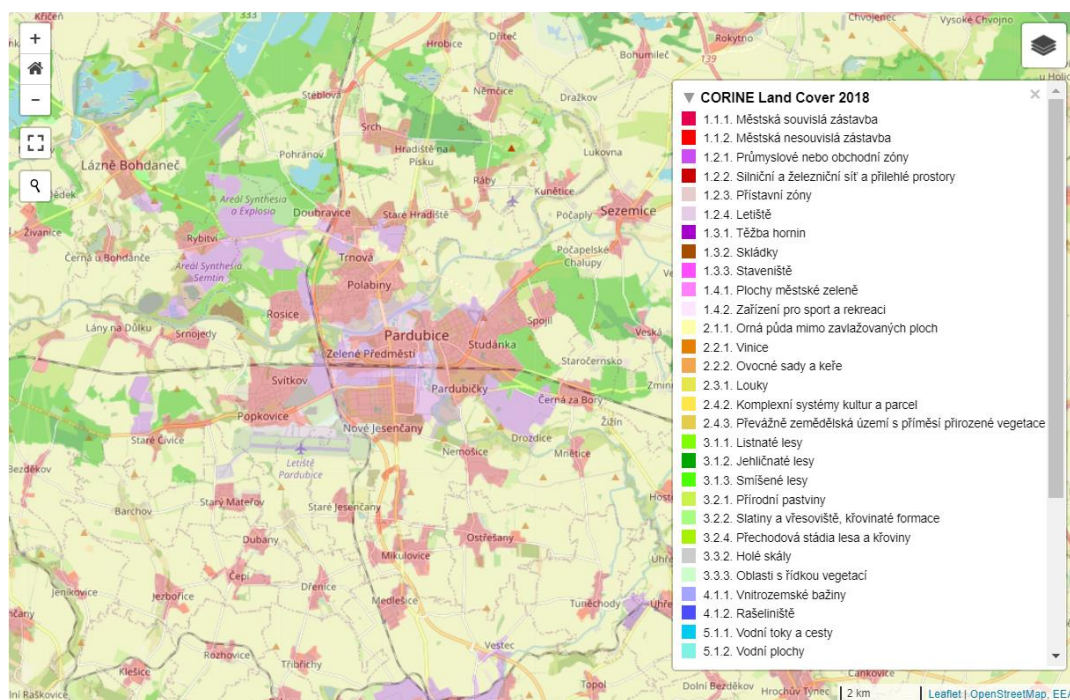 Křičeň
333
Hrobice
Dříteč
Bohumileč
Rokytno
Chvojenec
Vysoké Chvojno
139
Stéblová
Němčice
Dražkov
Srch
Lázně Bohdaneč
Pohránov
Hradiště na
Písku
Lukovna
Ráby
Kunětice
Areál Synthesia
a Explosia
Doubravice
Staré Hradiště
Počaply
Sezemice
Živanice
Rybitví
Černá u Bohdanče
Trnová
Počapelské
Chalupy
Areál Synthesia
Semtín
Polabiny
Rosice
Lány na Důlku
Srnojedy
Pardubice
Spojil
Studánka
Veská
Zelené Předměstí
Staročernsko
Svítkov
Pardubičky
Černá za Bory
Popkovice
Žižín
Staré Čívice
Nové Jesenčany
Drozdice
Letiště
Pardubice
Nemošice
Mnětice
Starý Mateřov
Staré Jesenčany
Barchov
Dubany
Ostřešany
Mikulovice
Čepí
Dřenice
Jeníkovice
Jezbořice
Medlešice
Tuněchody
Vestec
Rozhovice
Třibřichy
Klešice
Topol
Dolní Bezděkov
Hrochův Týnec
Čankovice
▼ CORINE Land Cover 2018
1.1.1. Městská souvislá zástavba
1.1.2. Městská nesouvislá zástavba
1.2.1. Průmyslové nebo obchodní zóny
1.2.2. Silniční a železniční síť a přilehlé prostory
1.2.3. Přístavní zóny
1.2.4. Letiště
1.3.1. Těžba hornin
1.3.2. Skládky
1.3.3. Staveniště
1.4.1. Plochy městské zeleně
1.4.2. Zařízení pro sport a rekreaci
2.1.1. Orná půda mimo zavlažovaných ploch
2.2.1. Vinice
2.2.2. Ovocné sady a keře
2.3.1. Louky
2.4.2. Komplexní systémy kultur a parcel
2.4.3. Převážně zemědělská území s příměsí přirozené vegetace
3.1.1. Listnaté lesy
3.1.2. Jehličnaté lesy
3.1.3. Smíšené lesy
3.2.1. Přírodní pastviny
3.2.2. Slatiny a vřesoviště, křovinaté formace
3.2.4. Přechodová stádia lesa a křoviny
3.3.2. Holé skály
3.3.3. Oblasti s řídkou vegetací
4.1.1. Vnitrozemské bažiny
4.1.2. Rašeliniště
5.1.1. Vodní toky a cesty
5.1.2. Vodní plochy
2 km
Leaflet | OpenStreetMap, EEA